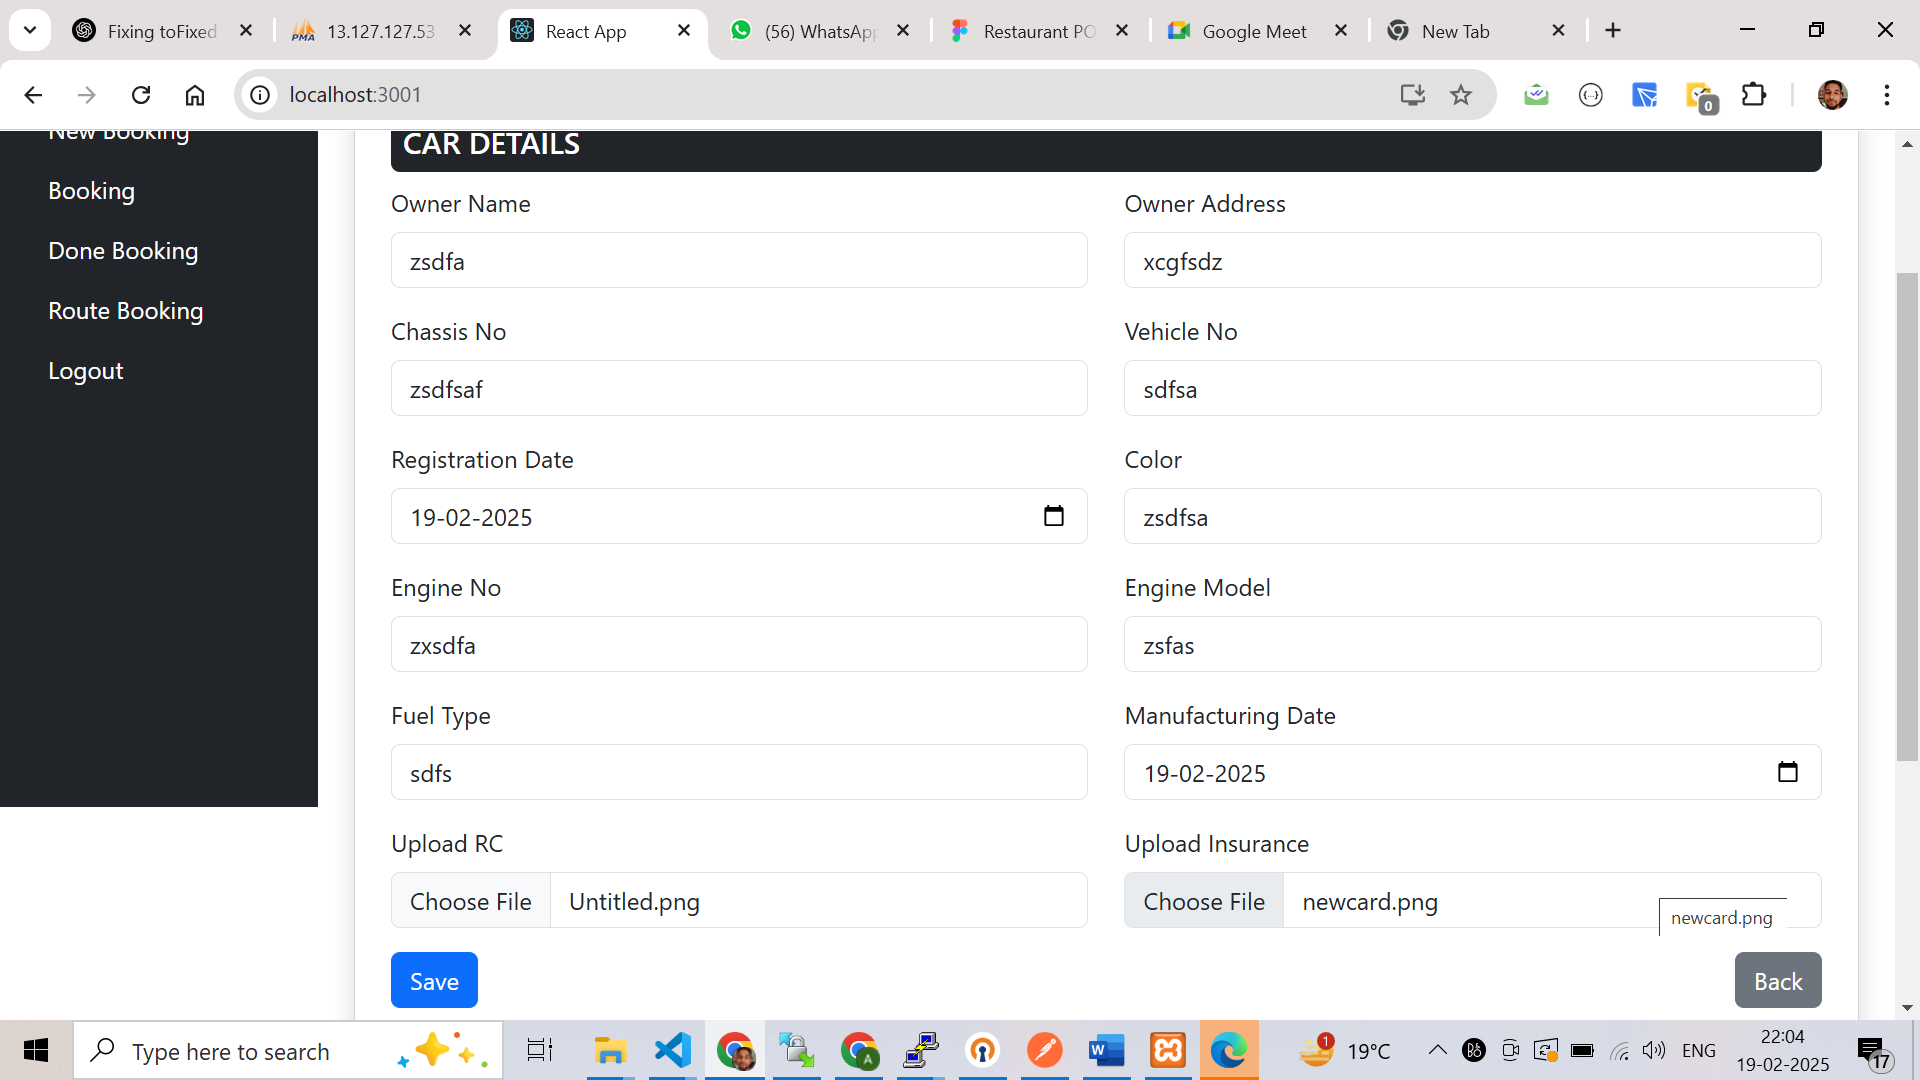 Fixing toFixed
13.127.127.53
React App
(56) WhatsApp
Restaurant PO
Google Meet
New Tab
localhost:3001
0
New Booking
Booking
Done Booking
Route Booking
Logout
CAR DETAILS
Owner Name
Owner Address
zsdfa
xcgfsdz
Chassis No
Vehicle No
zsdfsaf
sdfsa
Registration Date
Color
19-02-2025
zsdfsa
Engine No
Engine Model
zxsdfa
zsfas
Fuel Type
Manufacturing Date
sdfs
19-02-2025
Upload RC
Upload Insurance
Choose File
Untitled.png
Choose File
newcard.png
newcard.png
Save
Back
Type here to search
1
19°C
ENG
22:04
19-02-2025
17